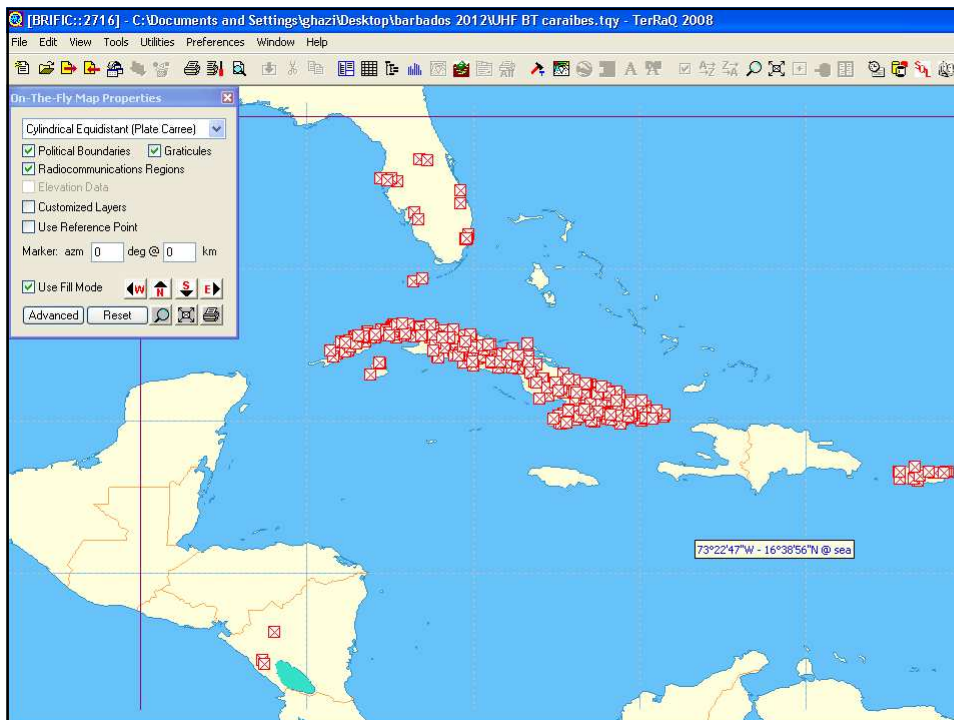 [BRIFIC::2716] - C:\Documents and Settings\ghazi\Desktop\barbados 2012\UHF BT caraibes.tqy - TerRaQ 2008
File Edit View Tools Utilities Preferences Window Help
On-The-Fly Map Properties
Cylindrical Equidistant (Plate Carree)
Political Boundaries Graticules
Radiocommunications Regions
Elevation Data
Customized Layers
Use Reference Point
Marker: azm 0 deg @ 0 km
Use Fill Mode W N S E
Advanced Reset
73°22'47"W - 16°38'56"N @ sea